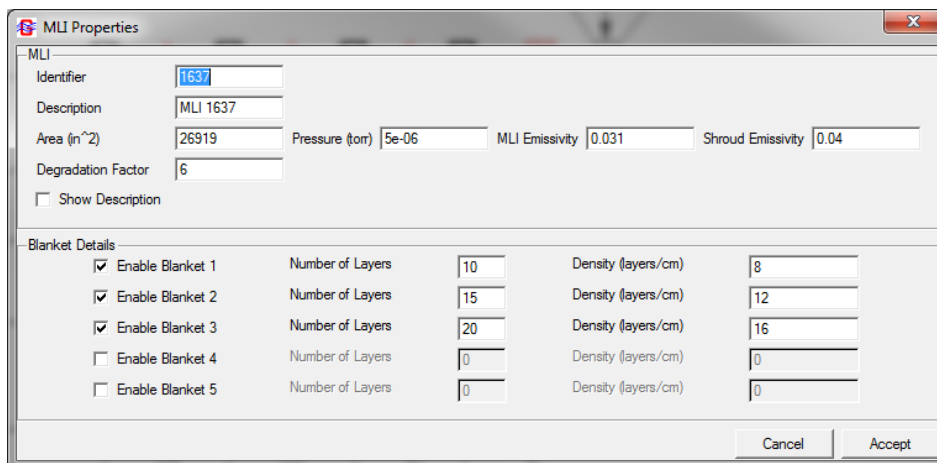 MLI Properties
MLI
Identifier 1637
Description MLI 1637
Area (in^2) 26919 Pressure (torr) 5e-06 MLI Emissivity 0.031 Shroud Emissivity 0.04
Degradation Factor 6
Show Description
Blanket Details
Enable Blanket 1 Number of Layers 10 Density (layers/cm) 8
Enable Blanket 2 Number of Layers 15 Density (layers/cm) 12
Enable Blanket 3 Number of Layers 20 Density (layers/cm) 16
Enable Blanket 4 Number of Layers 0 Density (layers/cm) 0
Enable Blanket 5 Number of Layers 0 Density (layers/cm) 0
Cancel Accept